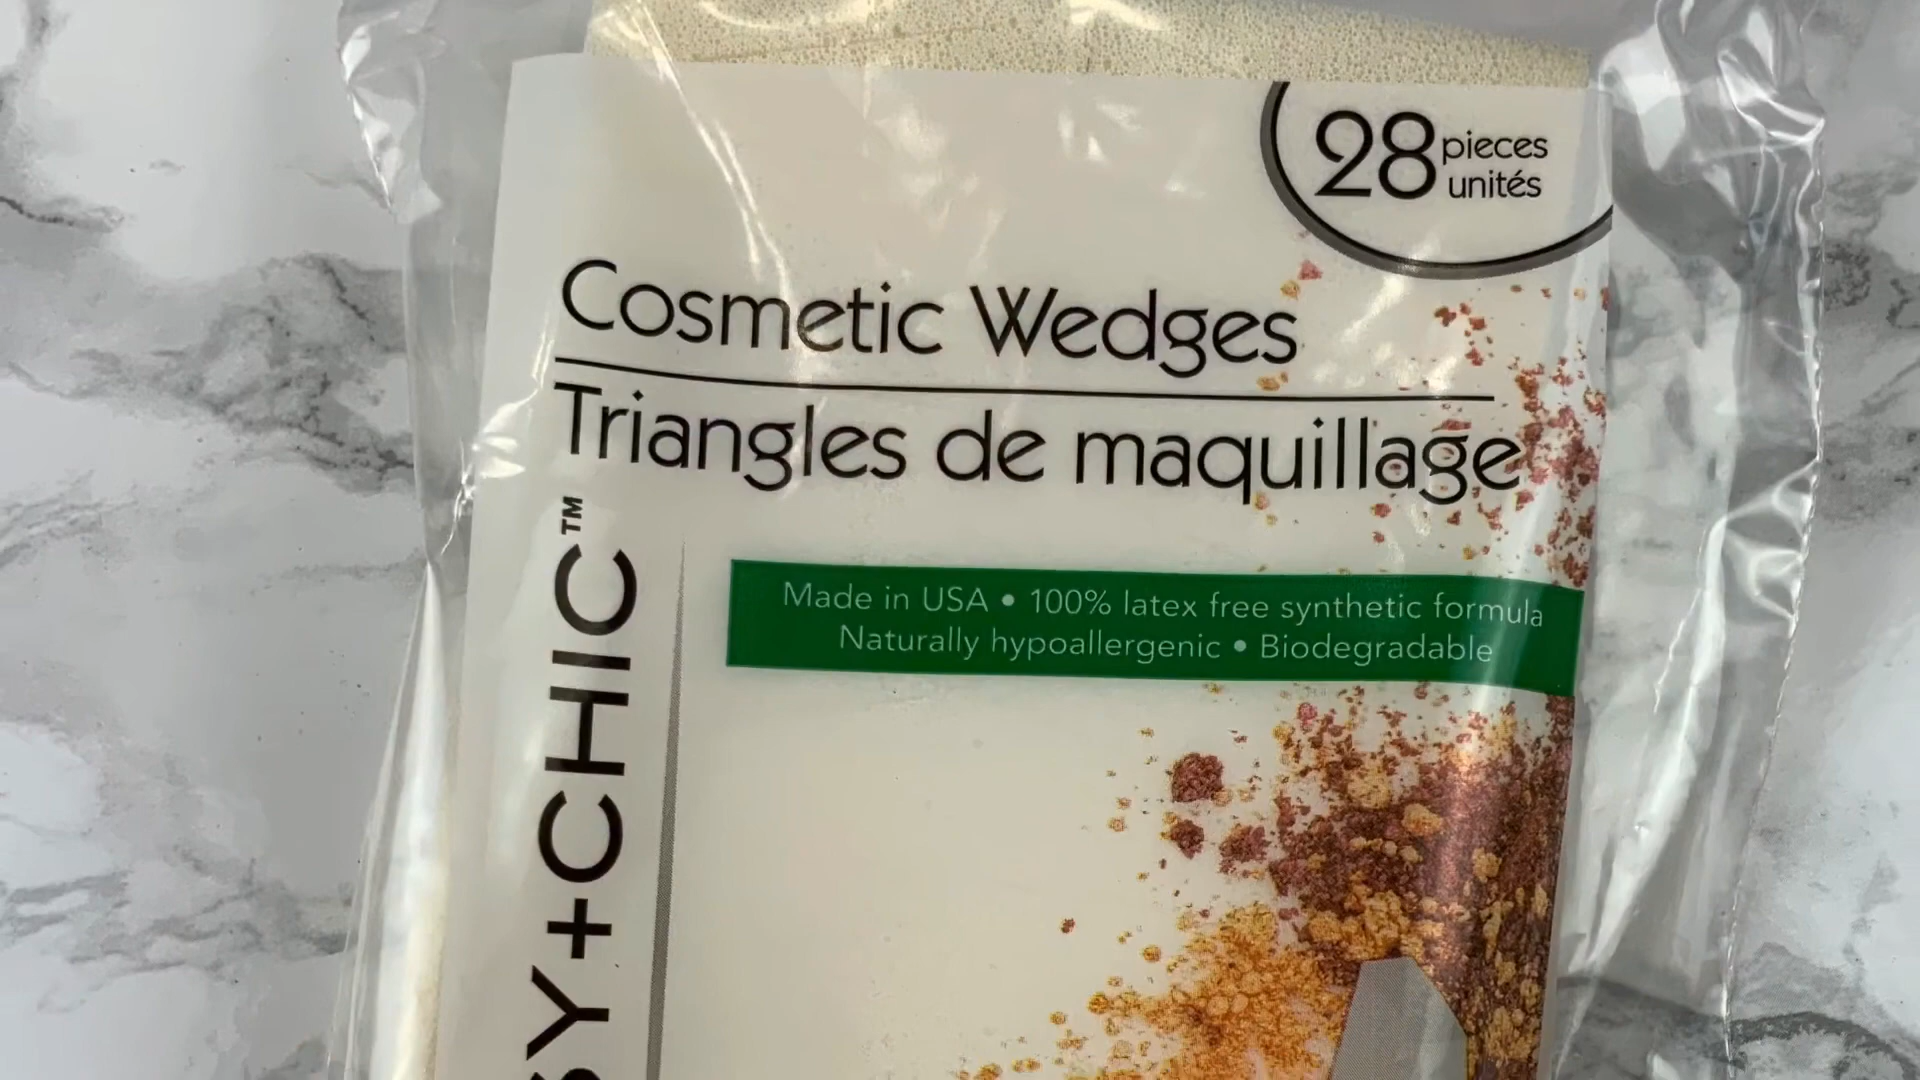 28 pieces
unités
Cosmetic Wedges
Triangles de maquillage
Made in USA • 100% latex free synthetic formula
Naturally hypoallergenic • Biodegradable
Y+CHIC™